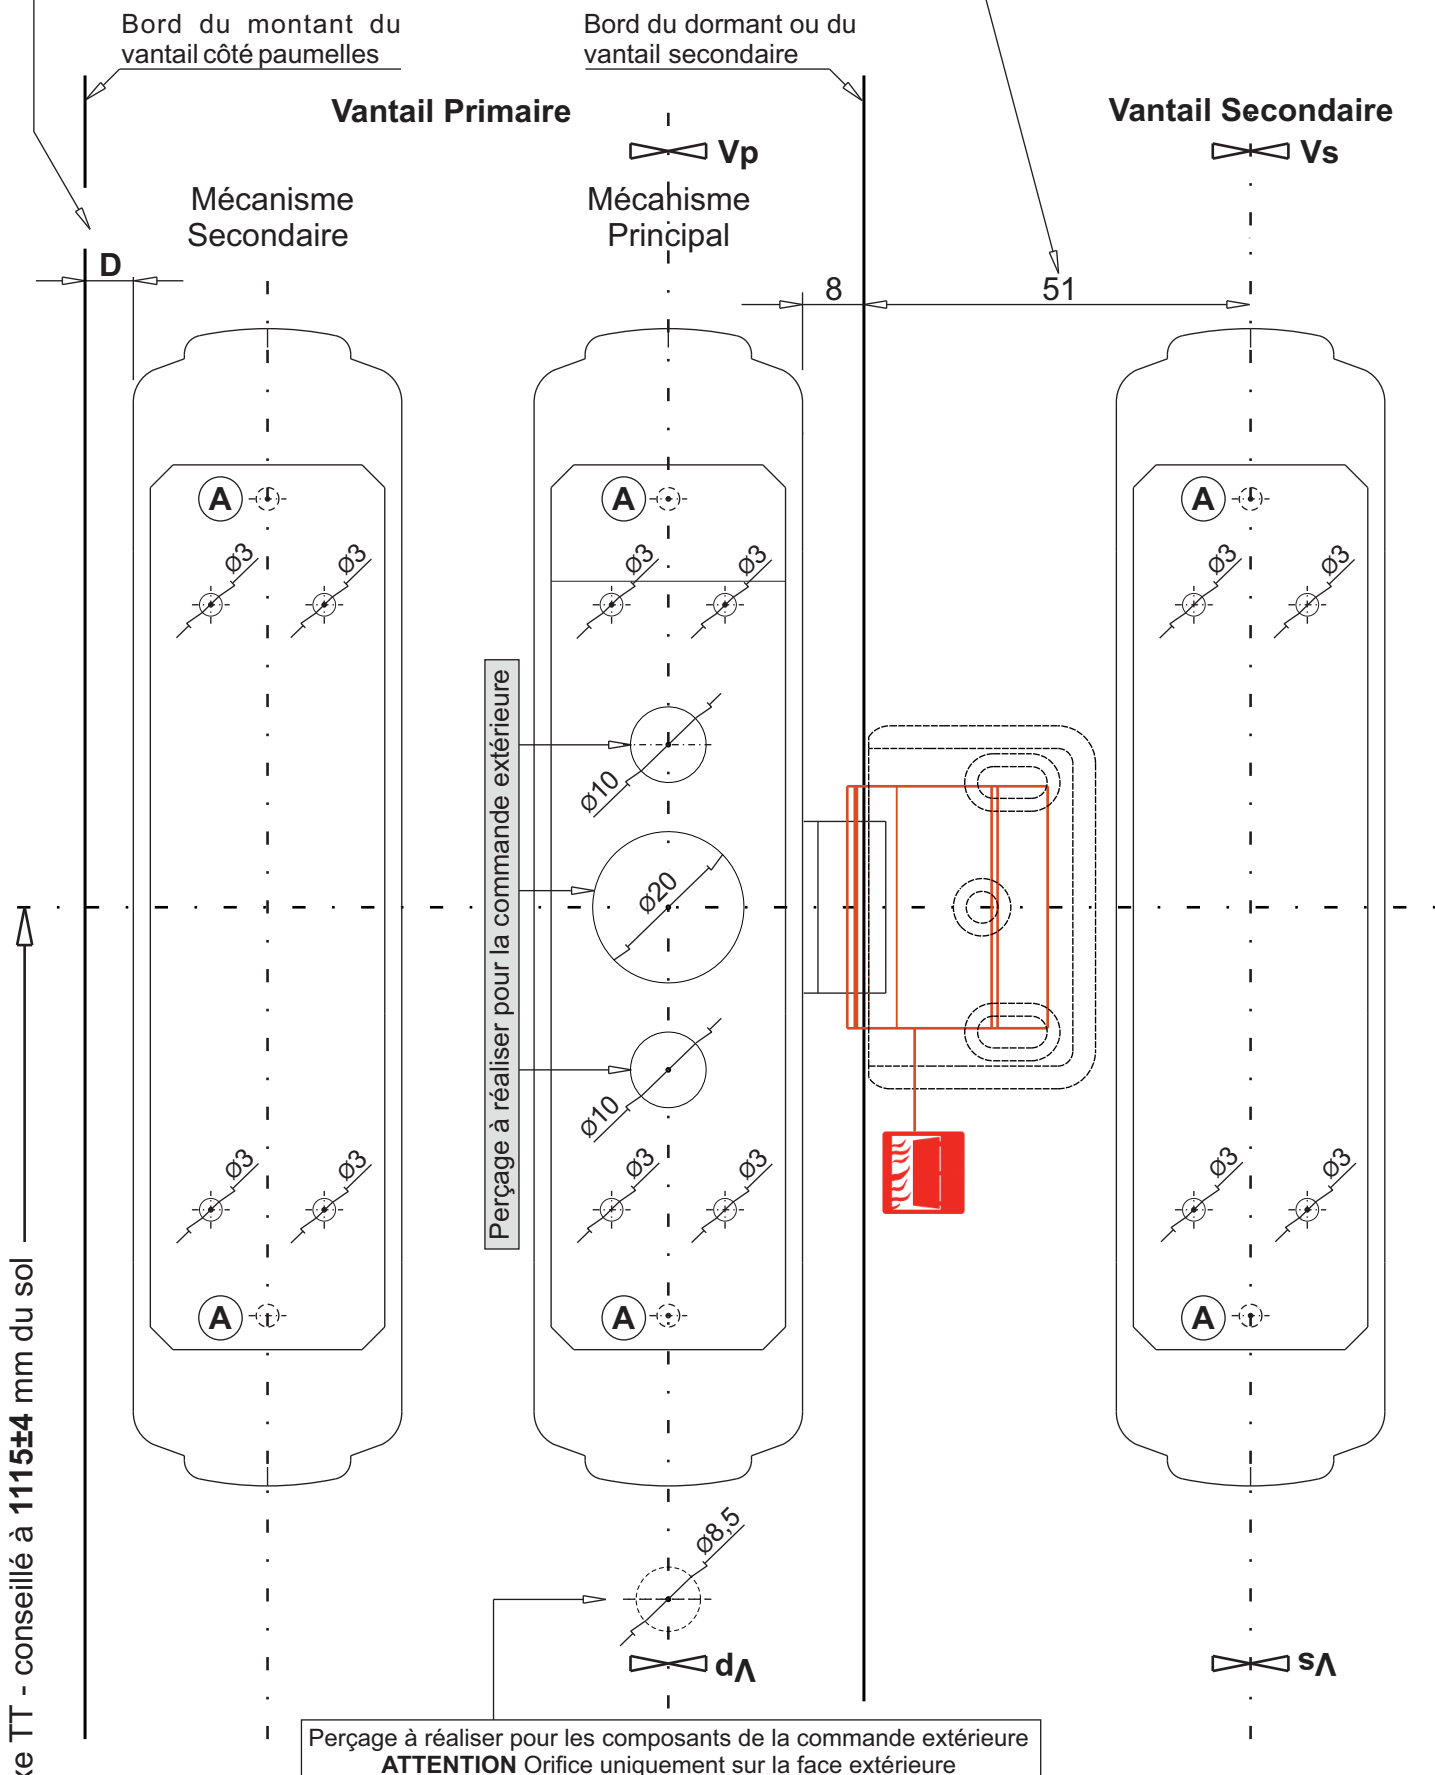 Bord du montant du
vantail côté paumelles
Bord du dormant ou du
vantail secondaire
Vantail Primaire
Vantail Secondaire
Vp
Vs
Mécanisme
Secondaire
Mécanisme
Principal
D
8
51
A
A
A
Ø3
Ø3
Ø3
Ø3
Ø3
Ø3
Perçage à réaliser pour la commande extérieure
Ø10
Ø20
Ø10
Ø3
Ø3
Ø3
Ø3
Ø3
Ø3
A
A
A
TT - conseillé à 1115±4 mm du sol
Ø8,5
Vp
Vs
Perçage à réaliser pour les composants de la commande extérieure
ATTENTION Orifice uniquement sur la face extérieure